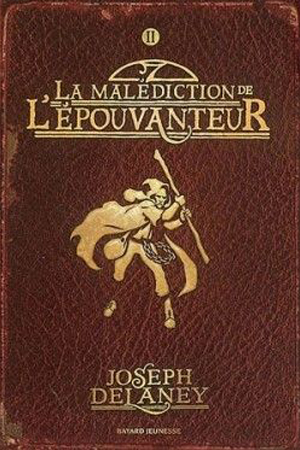 II
LA MALÉDICTION DE
L'ÉPOUVANTEUR
JOSEPH
DELANEY
BAYARD JEUNESSE